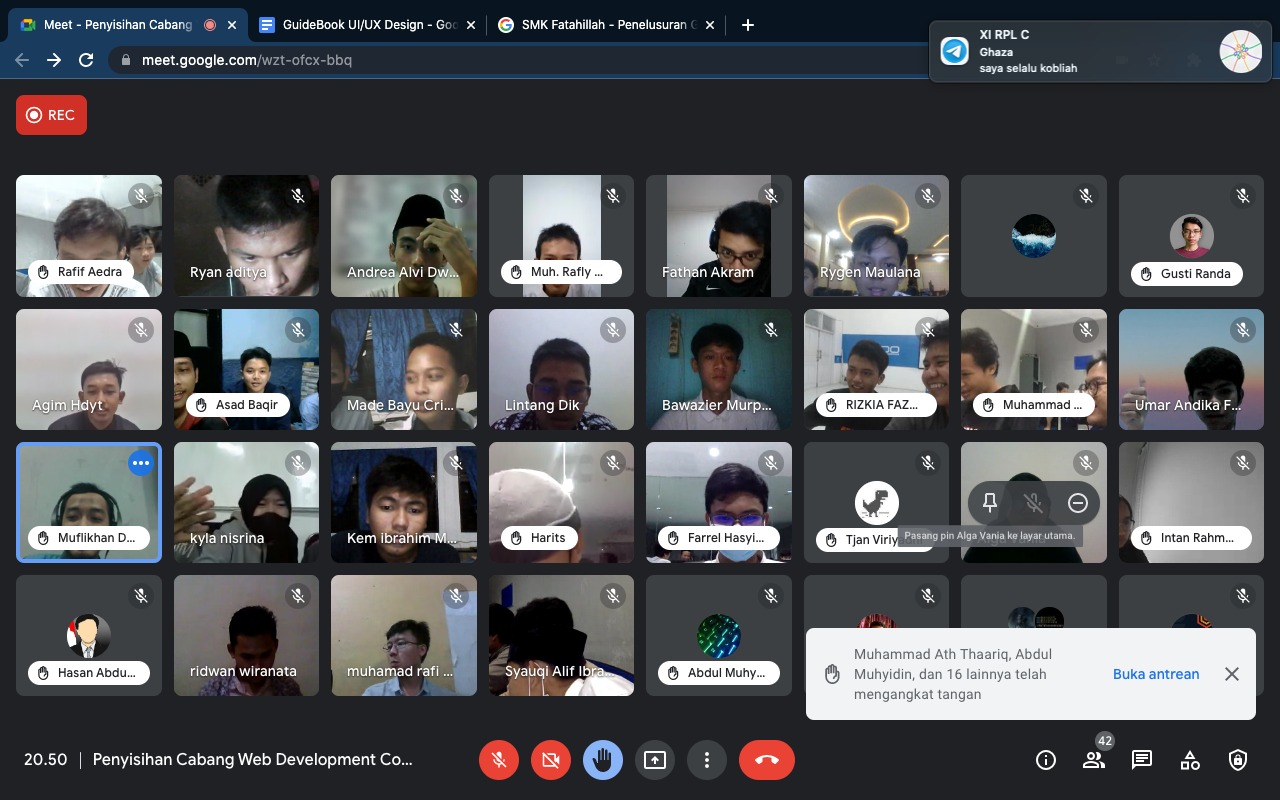 Meet - Penyisihan Cabang
GuideBook UI/UX Design - Goo
SMK Fatahillah - Penelusuran G
meet.google.com/wzt-ofcx-bbq
XI RPL C
Ghaza
saya selalu kobliah
REC
Rafif Aedra
Ryan aditya
Andrea Alvi Dw...
Muh. Rafly ...
Fathan Akram
Rygen Maulana
Gusti Randa
Agim Hdyt
Asad Baqir
Made Bayu Cri...
Lintang Dik
Bawazier Murp...
RIZKIA FAZ...
Muhammad ...
Umar Andika F...
Muflikhan D...
kyla nisrina
Kem ibrahim M...
Harits
Farrel Hasyi...
Tjan Viriy
Pasang pin Alga Vania ke layar utama.
Intan Rahm...
Hasan Abdu...
ridwan wiranata
muhamad rafi ...
Syauqi Alif Ibra...
Abdul Muhy...
Muhammad Ath Thaariq, Abdul
Muhyidin, dan 16 lainnya telah
mengangkat tangan
Buka antrean
20.50
Penyisihan Cabang Web Development Co...
42